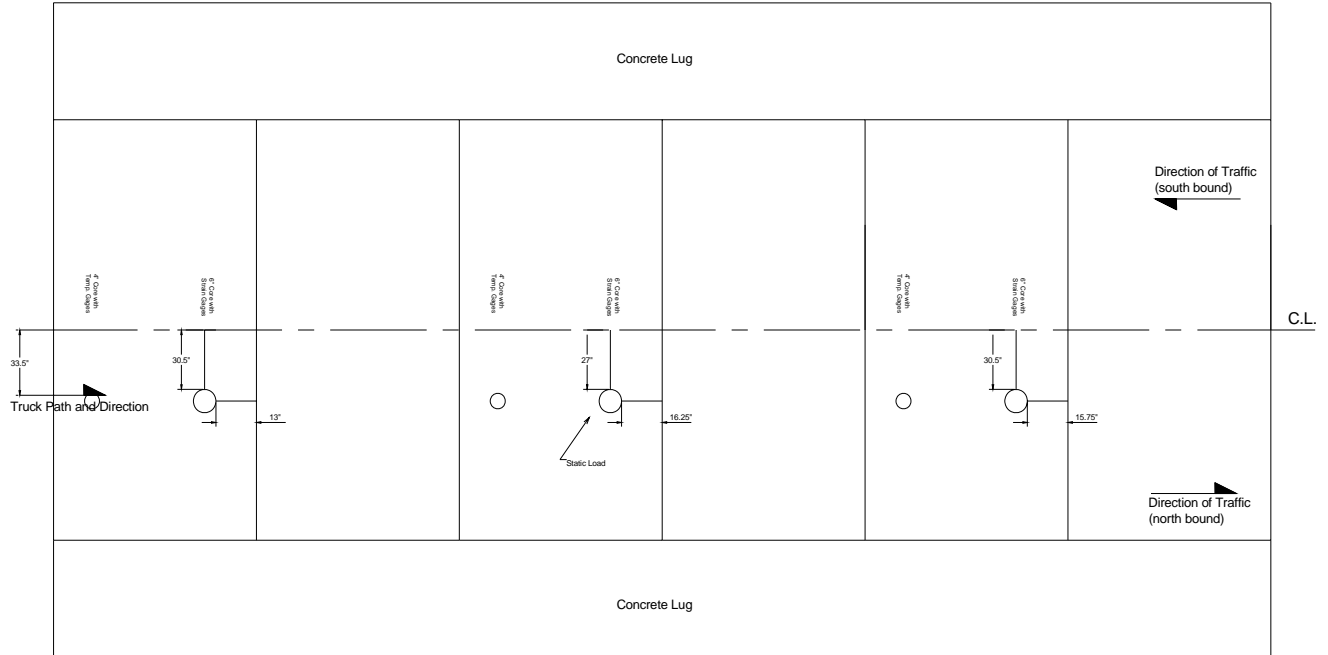 Concrete Lug
Direction of Traffic
(south bound)
4" Core with
Temp. Gages
6" Core with
Strain Gages
4" Core with
Temp. Gages
6" Core with
Strain Gages
4" Core with
Temp. Gages
6" Core with
Strain Gages
C.L.
33.5"
30.5"
27"
30.5"
Truck Path and Direction
13"
16.25"
15.75"
Static Load
Direction of Traffic
(north bound)
Concrete Lug